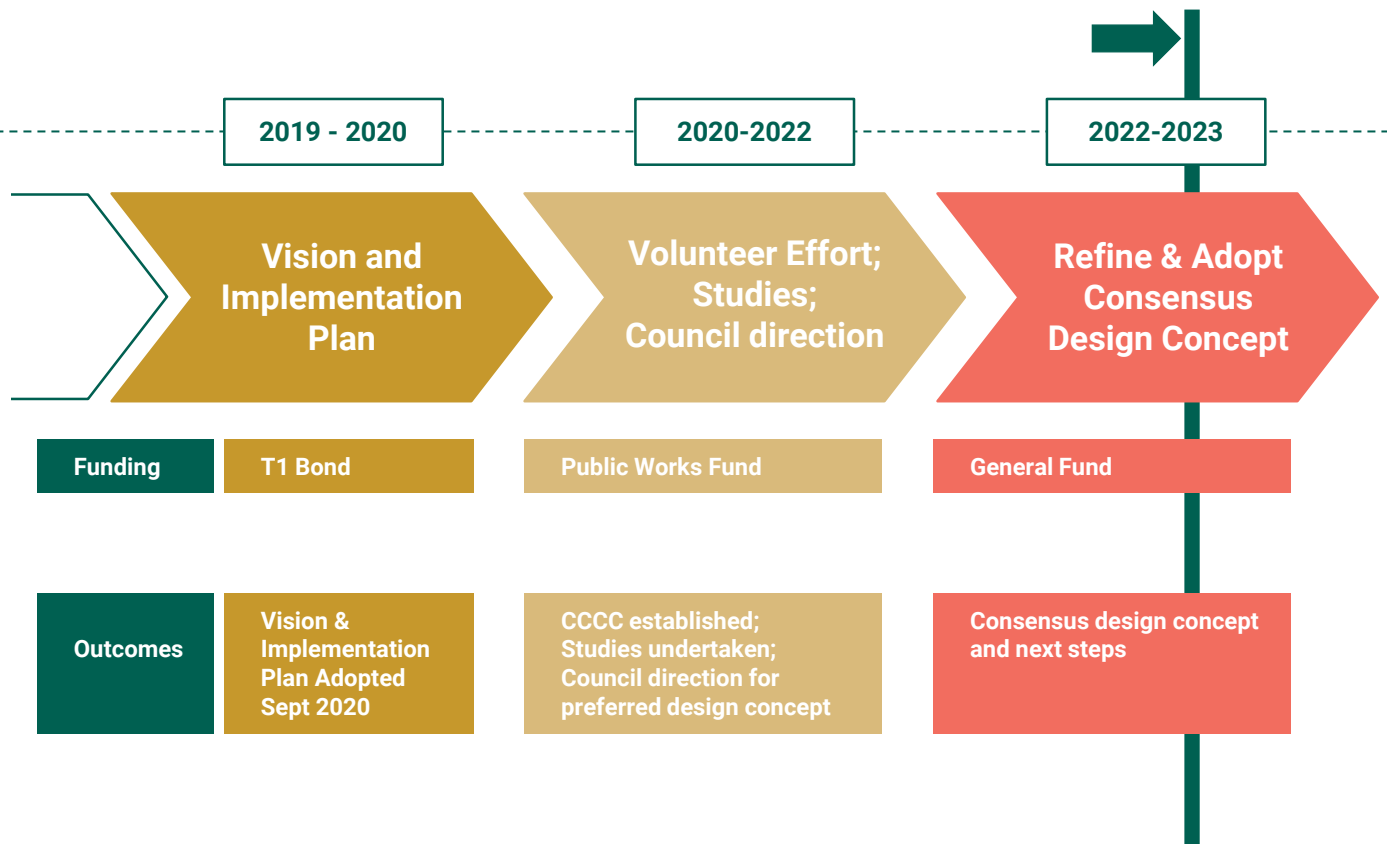 2019 - 2020
2020-2022
2022-2023
Vision and
Implementation
Plan
Volunteer Effort;
Studies;
Council direction
Refine & Adopt
Consensus
Design Concept
Funding
T1 Bond
Public Works Fund
General Fund
Outcomes
Vision &
Implementation
Plan Adopted
Sept 2020
CCCC established;
Studies undertaken;
Council direction for
preferred design concept
Consensus design concept
and next steps